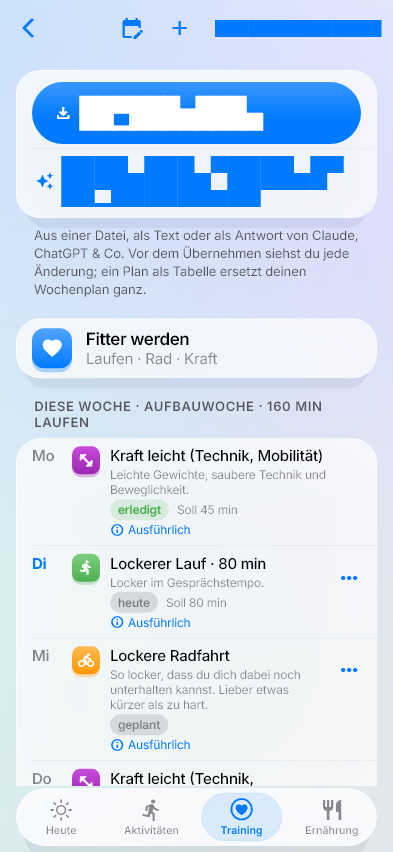 Aus einer Datei, als Text oder als Antwort von Claude,
ChatGPT & Co. Vor dem Übernehmen siehst du jede
Änderung; ein Plan als Tabelle ersetzt deinen
Wochenplan ganz.
Fitter werden
Laufen · Rad · Kraft
DIESE WOCHE · AUFBAUWOCHE · 160 MIN
LAUFEN
Mo
Kraft leicht (Technik, Mobilität)
Leichte Gewichte, saubere Technik und
Beweglichkeit.
erledigt Soll 45 min
Ausführlich
Di
Lockerer Lauf · 80 min
Locker im Gesprächstempo.
heute Soll 80 min
Ausführlich
Mi
Lockere Radfahrt
So locker, dass du dich dabei noch
unterhalten kannst. Lieber etwas
kürzer als zu hart.
geplant
Ausführlich
Do
Kraft leicht (Technik,
Heute Aktivitäten Training Ernährung